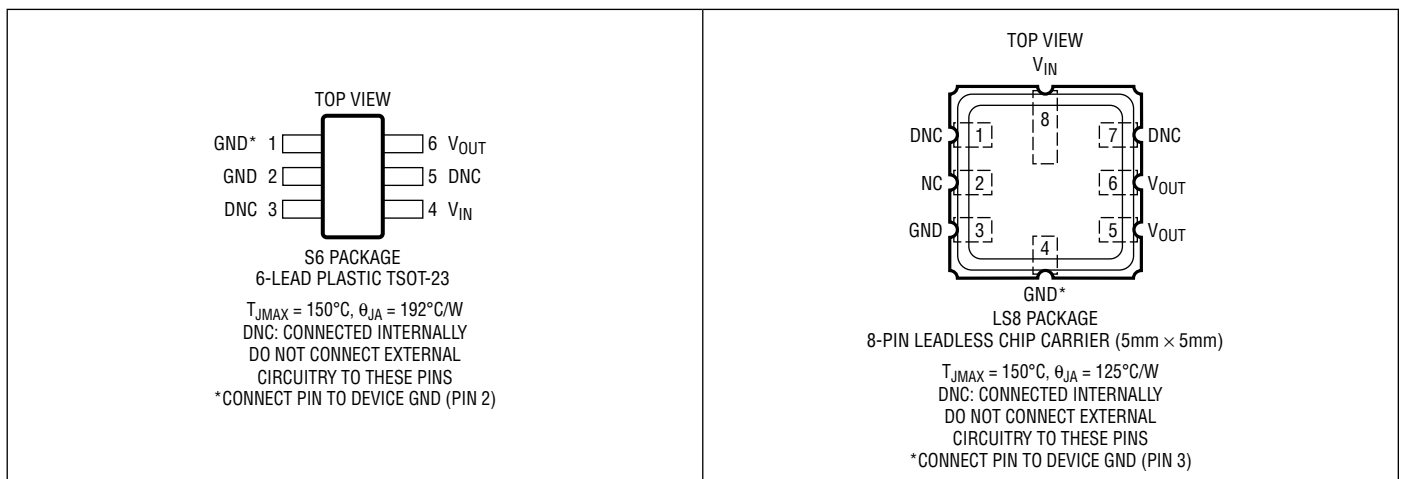 TOP VIEW
GND* 1
GND 2
DNC 3
6 VOUT
5 DNC
4 VIN
S6 PACKAGE
6-LEAD PLASTIC TSOT-23
TJMAX = 150°C, θJA = 192°C/W
DNC: CONNECTED INTERNALLY
DO NOT CONNECT EXTERNAL
CIRCUITRY TO THESE PINS
*CONNECT PIN TO DEVICE GND (PIN 2)
TOP VIEW
VIN
8
DNC 1
7 DNC
NC 2
6 VOUT
GND 3
5 VOUT
4
GND*
LS8 PACKAGE
8-PIN LEADLESS CHIP CARRIER (5mm × 5mm)
TJMAX = 150°C, θJA = 125°C/W
DNC: CONNECTED INTERNALLY
DO NOT CONNECT EXTERNAL
CIRCUITRY TO THESE PINS
*CONNECT PIN TO DEVICE GND (PIN 3)